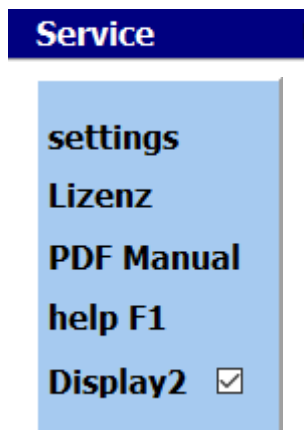 Service
settings
Lizenz
PDF Manual
help F1
Display2